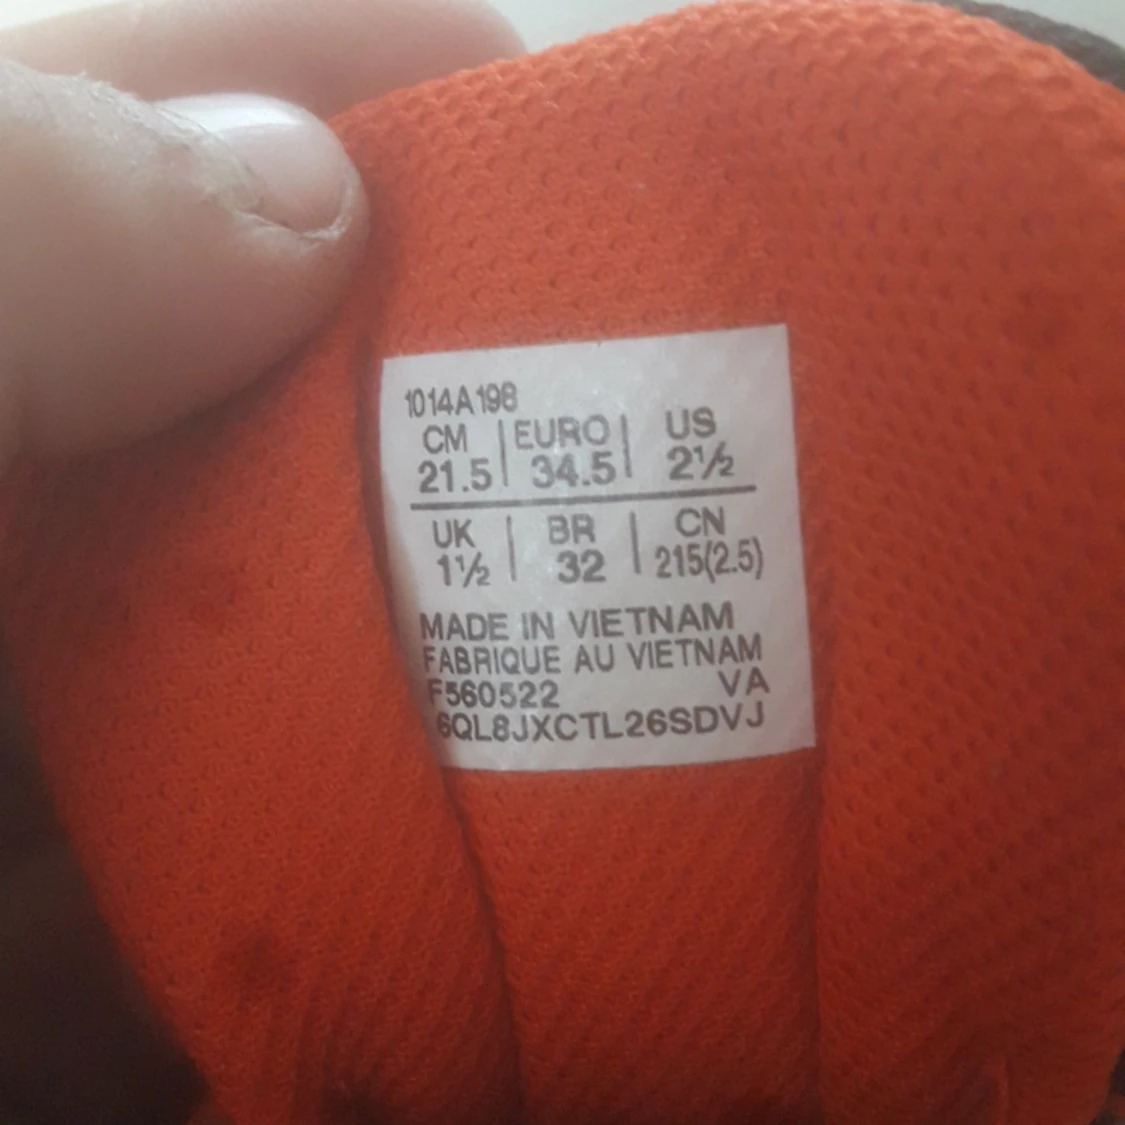 1014A198
CM | EURO | US
21.5 | 34.5 | 2½
UK | BR | CN
1½ | 32 | 215(2.5)
MADE IN VIETNAM
FABRIQUE AU VIETNAM
F560522 VA
6QL8JXCTL26SDVJ